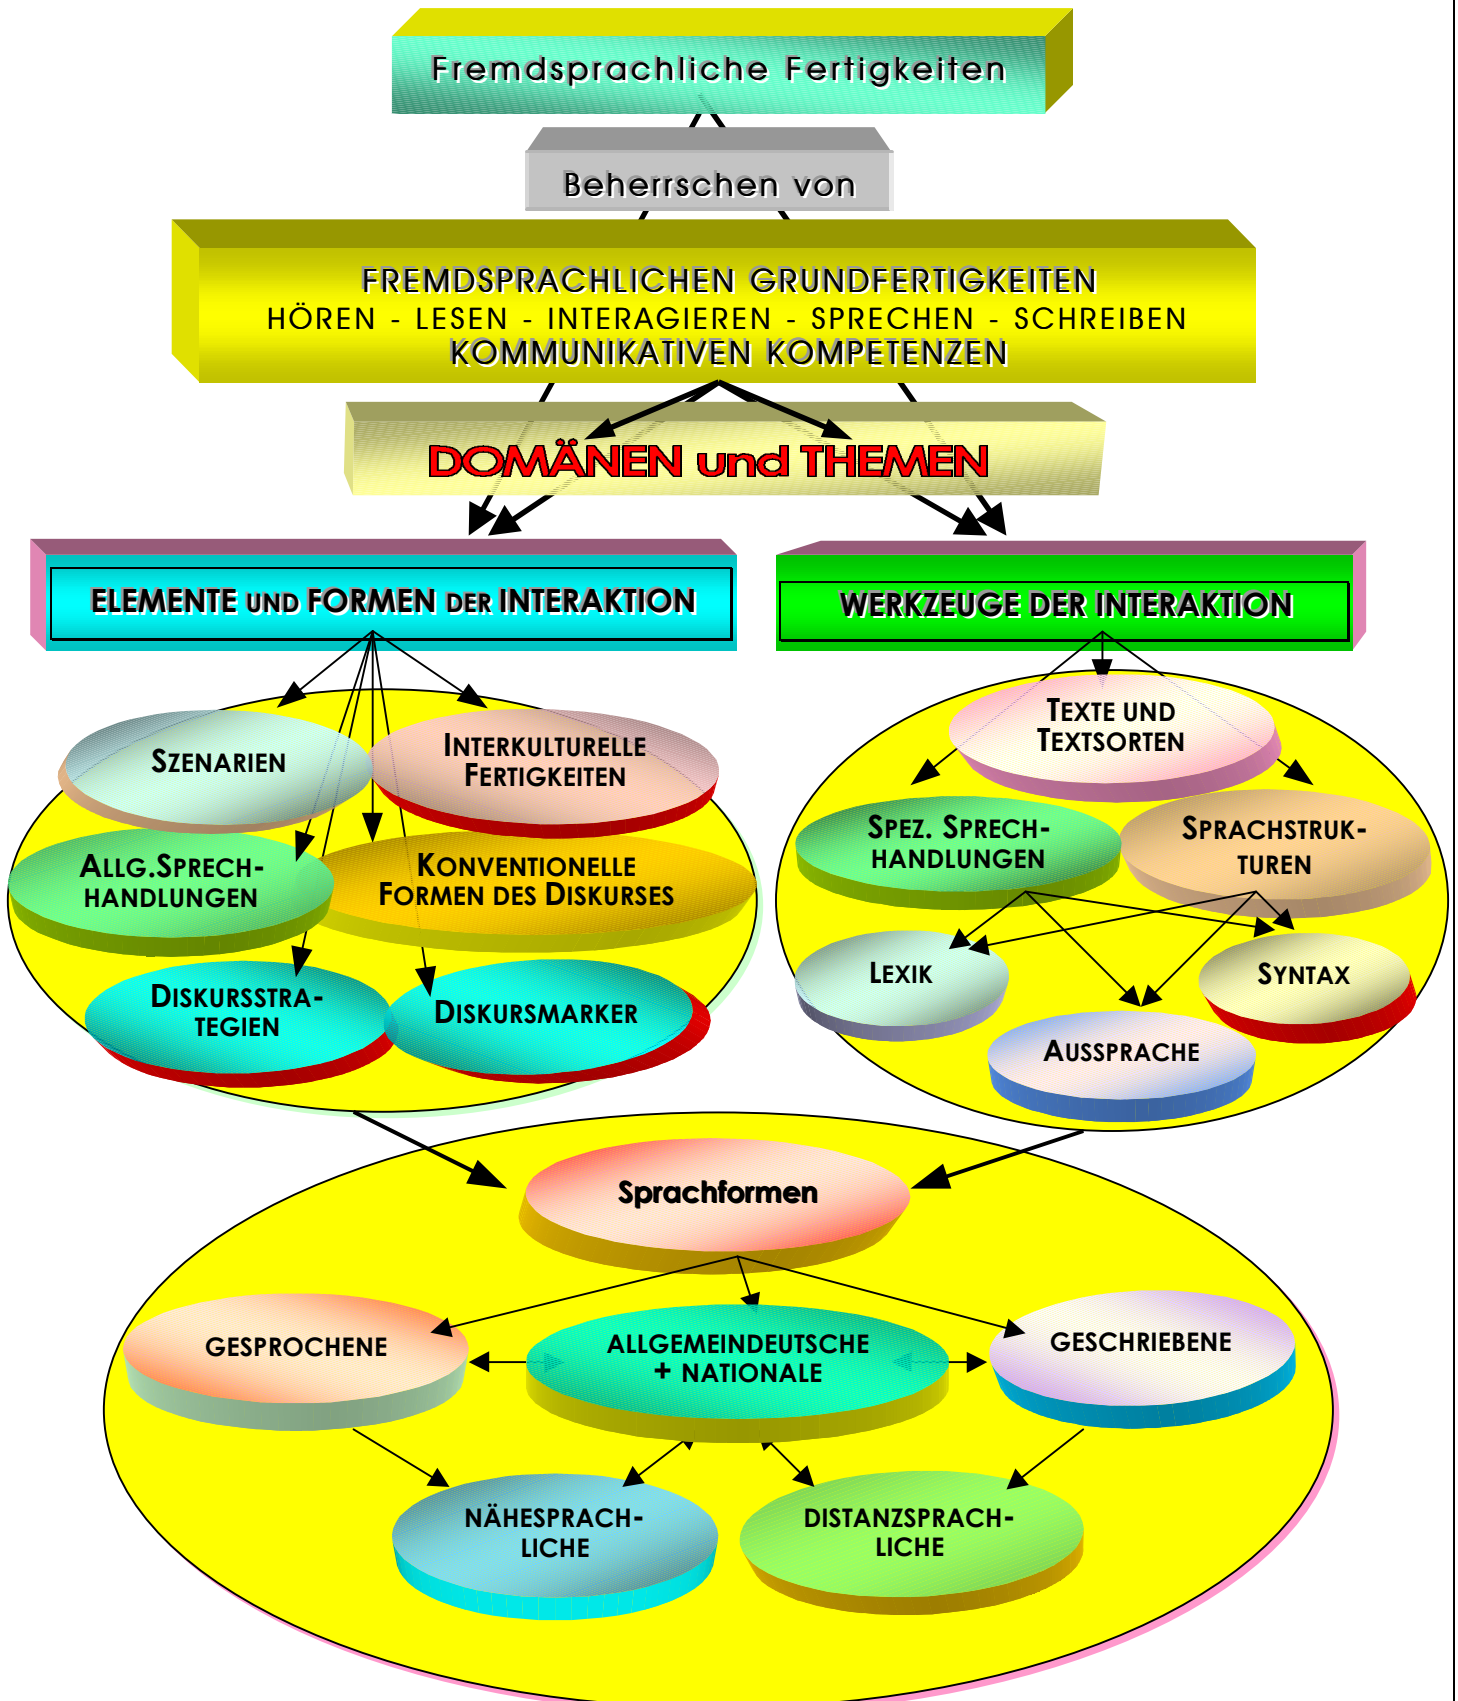 Fremdsprachliche Fertigkeiten
Beherrschen von
FREMDSPRACHLICHEN GRUNDFERTIGKEITEN
HÖREN - LESEN - INTERAGIEREN - SPRECHEN - SCHREIBEN
KOMMUNIKATIVEN KOMPETENZEN
DOMÄNEN und THEMEN
ELEMENTE UND FORMEN DER INTERAKTION
WERKZEUGE DER INTERAKTION
SZENARIEN
INTERKULTURELLE
FERTIGKEITEN
ALLG.SPRECH-
HANDLUNGEN
KONVENTIONELLE
FORMEN DES DISKURSES
DISKURSSTRA-
TEGIEN
DISKURSMARKER
TEXTE UND
TEXTSORTEN
SPEZ. SPRECH-
HANDLUNGEN
SPRACHSTRUK-
TUREN
LEXIK
SYNTAX
AUSSPRACHE
Sprachformen
GESPROCHENE
ALLGEMEINDEUTSCHE
+ NATIONALE
GESCHRIEBENE
NÄHESPRACH-
LICHE
DISTANZSPRACH-
LICHE